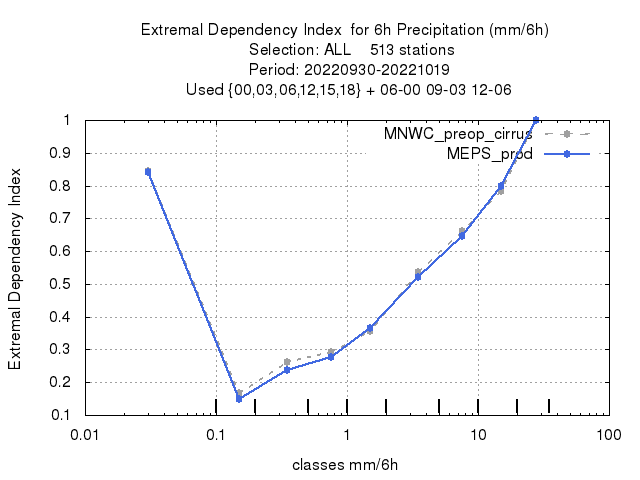 Extremal Dependency Index  for 6h Precipitation (mm/6h)
Selection: ALL    513 stations
Period: 20220930-20221019
Used {00,03,06,12,15,18} + 06-00 09-03 12-06
MNWC_preop_cirrus
MEPS_prod
Extremal Dependency Index
1
0.9
0.8
0.7
0.6
0.5
0.4
0.3
0.2
0.1
0.01 0.1 1 10 100
classes mm/6h